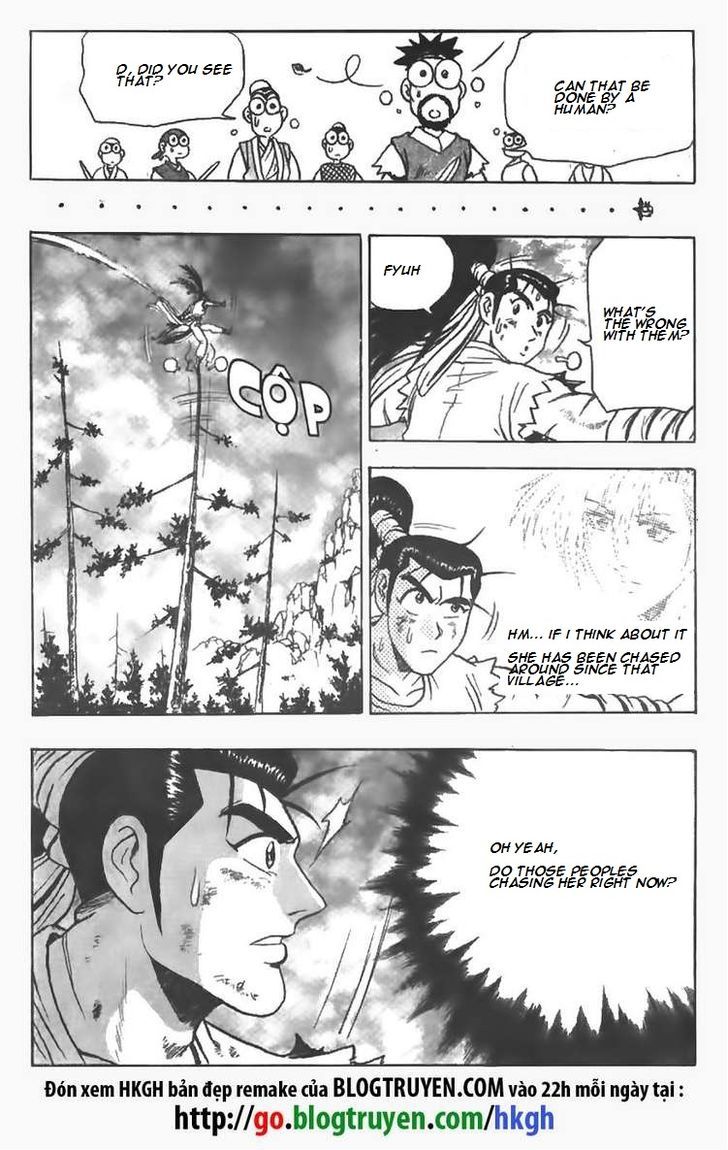 D, DID YOU SEE
THAT?
CAN THAT BE
DONE BY A
HUMAN?
CỘP
FYUH
WHAT'S
THE WRONG
WITH THEM?
HM... IF I THINK ABOUT IT
SHE HAS BEEN CHASED
AROUND SINCE THAT
VILLAGE...
OH YEAH,
DO THOSE PEOPLES
CHASING HER RIGHT NOW?
Đón xem HKGH bản đẹp remake của BLOGTRUYEN.COM vào 22h mỗi ngày tại :
http://go.blogtruyen.com/hkgh